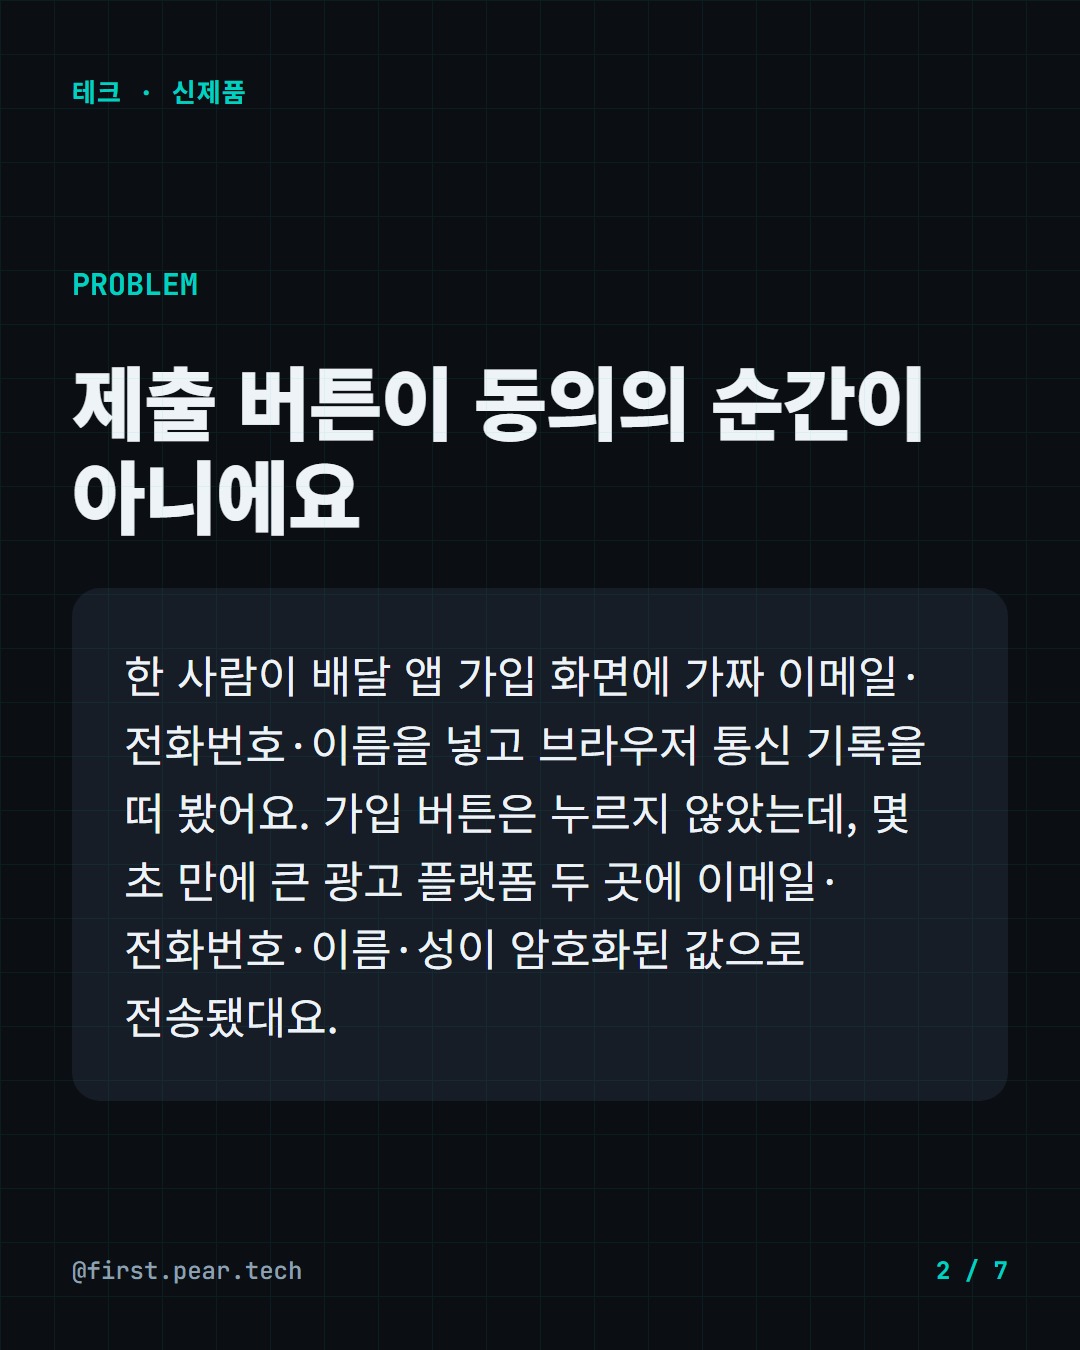 테크 · 신제품
PROBLEM
제출 버튼이 동의의 순간이
아니에요
한 사람이 배달 앱 가입 화면에 가짜 이메일·
전화번호·이름을 넣고 브라우저 통신 기록을
떠 봤어요. 가입 버튼은 누르지 않았는데, 몇
초 만에 큰 광고 플랫폼 두 곳에 이메일·
전화번호·이름·성이 암호화된 값으로
전송됐대요.
@first.pear.tech
2 / 7